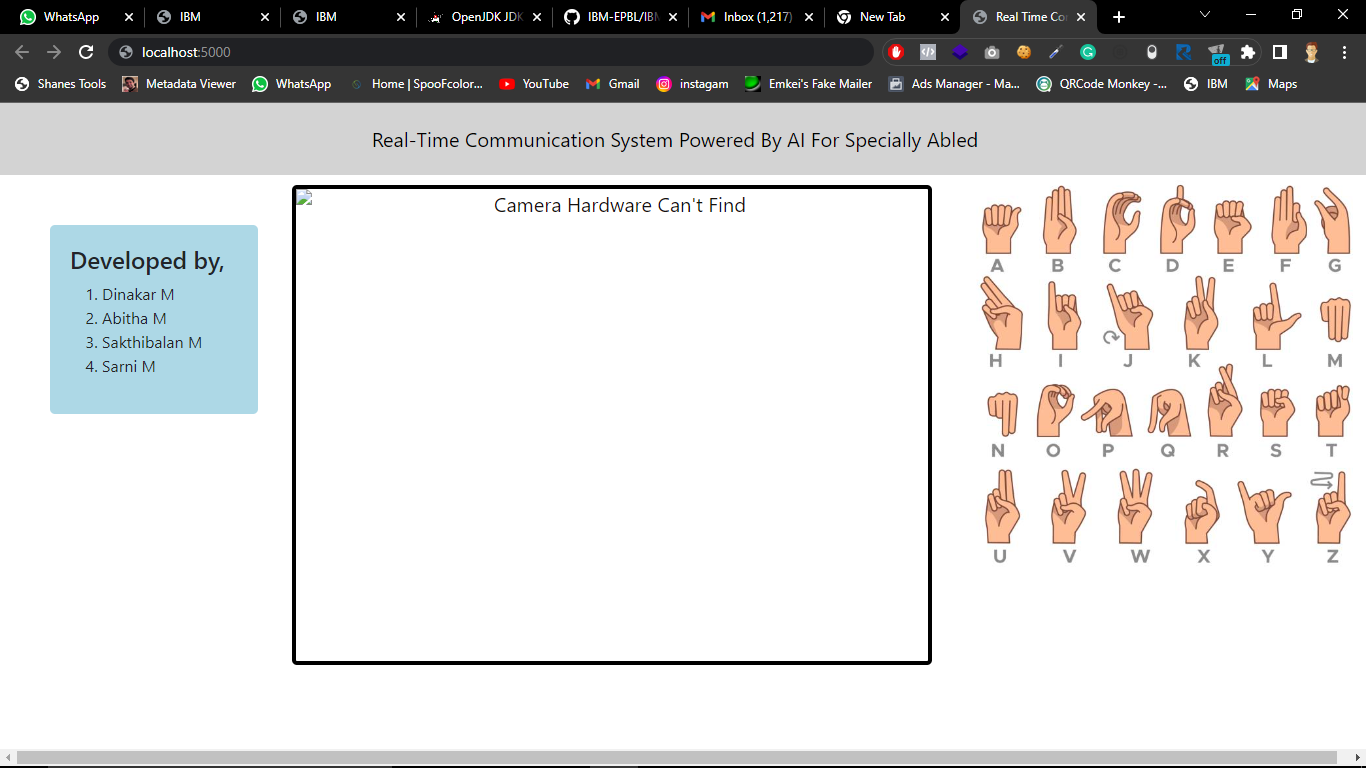 WhatsApp
IBM
IBM
OpenJDK JDK
IBM-EPBL/IBM
Inbox (1,217)
New Tab
Real Time Co
localhost:5000
off
Shanes Tools
Metadata Viewer
WhatsApp
Home | SpooFcolor...
YouTube
Gmail
instagam
Emkei's Fake Mailer
Ads Manager - Ma...
QRCode Monkey -...
IBM
Maps
Real-Time Communication System Powered By AI For Specially Abled
Developed by,
1. Dinakar M
2. Abitha M
3. Sakthibalan M
4. Sarni M
Camera Hardware Can't Find
A B C D E F G
H I J K L M
N O P Q R S T
U V W X Y Z